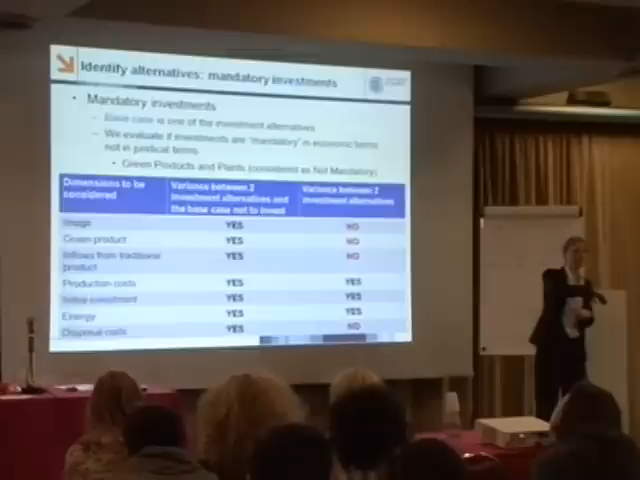 Identify alternatives: mandatory investments
• Mandatory investments
– Base case is one of the investment alternatives
– We evaluate if investments are "mandatory" in economic terms
not in juridical terms
• Green Products and Plants (considered as Not Mandatory)
Dimensions to be considered Variance between 2 investment alternatives and the base case not to invest Variance between 2 investment alternatives
Image YES NO
Green product YES NO
Inflows from traditional product YES NO
Production costs YES YES
Initial investment YES YES
Energy YES YES
Disposal costs YES NO